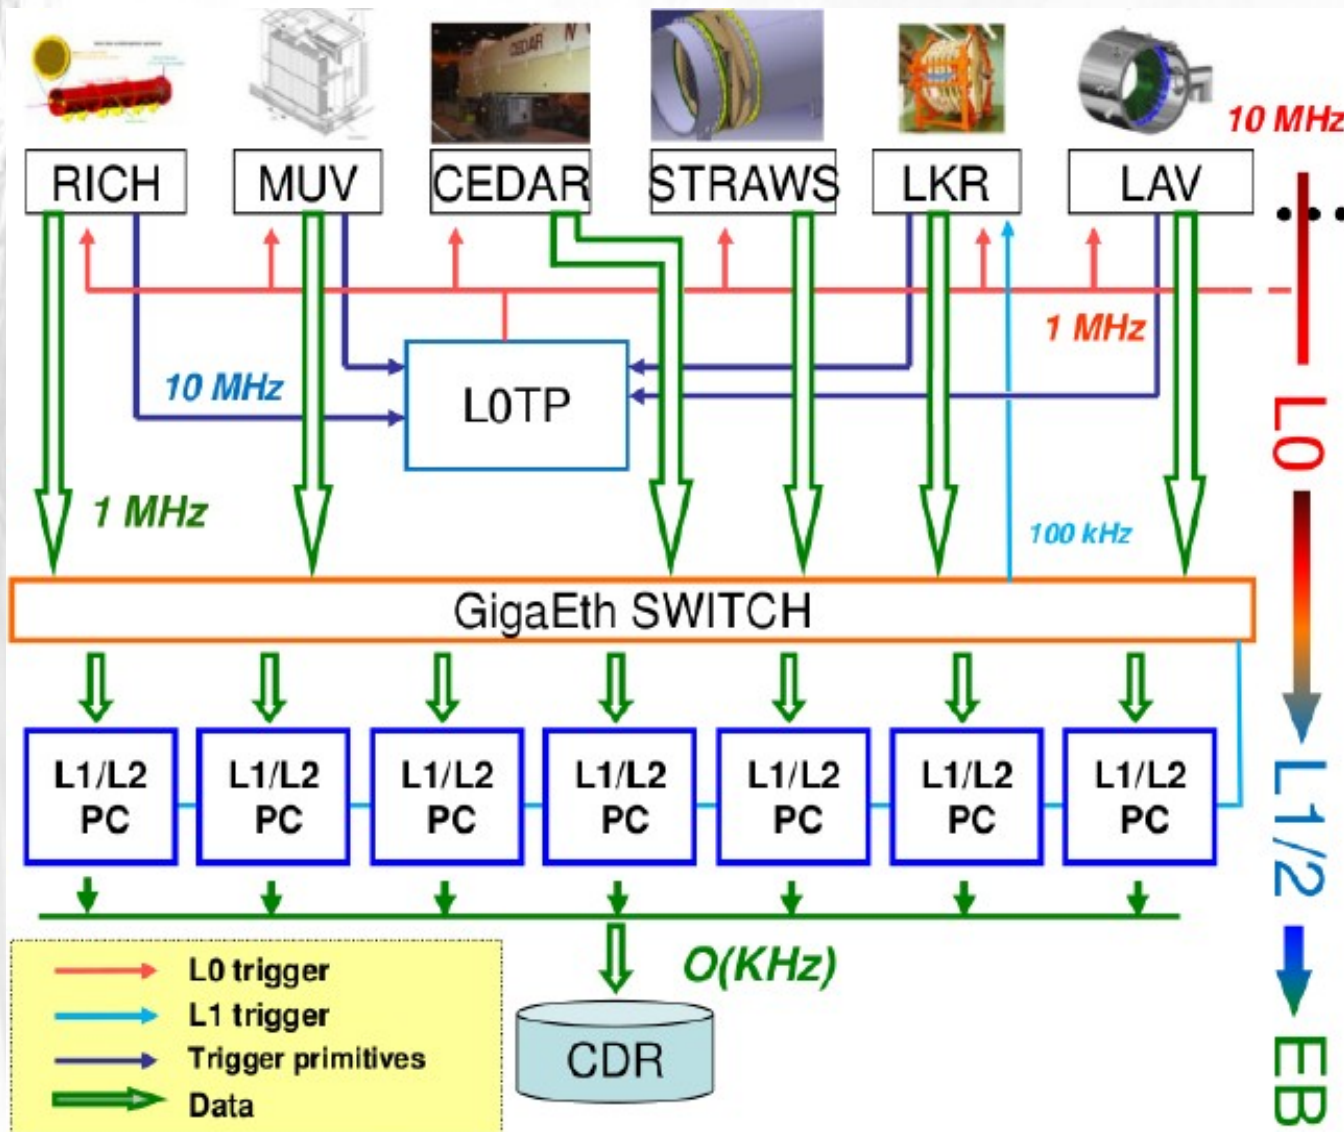 CEDAR N
10 MHz
RICH
MUV
CEDAR
STRAWS
LKR
LAV
1 MHz
10 MHz
L0TP
L0
1 MHz
100 kHz
GigaEth SWITCH
L1/L2
PC
L1/L2
PC
L1/L2
PC
L1/L2
PC
L1/L2
PC
L1/L2
PC
L1/L2
PC
L1/2
O(KHz)
L0 trigger
L1 trigger
Trigger primitives
Data
CDR
EB